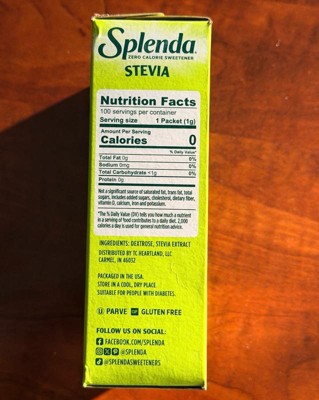 Splenda
ZERO CALORIE SWEETENER
STEVIA
Nutrition Facts
100 servings per container
Serving size 1 Packet (1g)
Amount Per Serving
Calories 0
% Daily Value*
Total Fat 0g 0%
Sodium 0mg 0%
Total Carbohydrate <1g 0%
Protein 0g
Not a significant source of saturated fat, trans fat, total
sugars, includes added sugars, cholesterol, dietary fiber,
vitamin D, calcium, iron and potassium.
*The % Daily Value (DV) tells you how much a nutrient
in a serving of food contributes to a daily diet. 2,000
calories a day is used for general nutrition advice.
INGREDIENTS: DEXTROSE, STEVIA EXTRACT
DISTRIBUTED BY TC HEARTLAND, LLC
CARMEL, IN 46032
PACKAGED IN THE USA.
STORE IN A COOL, DRY PLACE.
SUITABLE FOR PEOPLE WITH DIABETES.
U PARVE GF GLUTEN FREE
FOLLOW US ON SOCIAL:
FACEBOOK.COM/SPLENDA
@SPLENDA
@SPLENDASWEETENERS